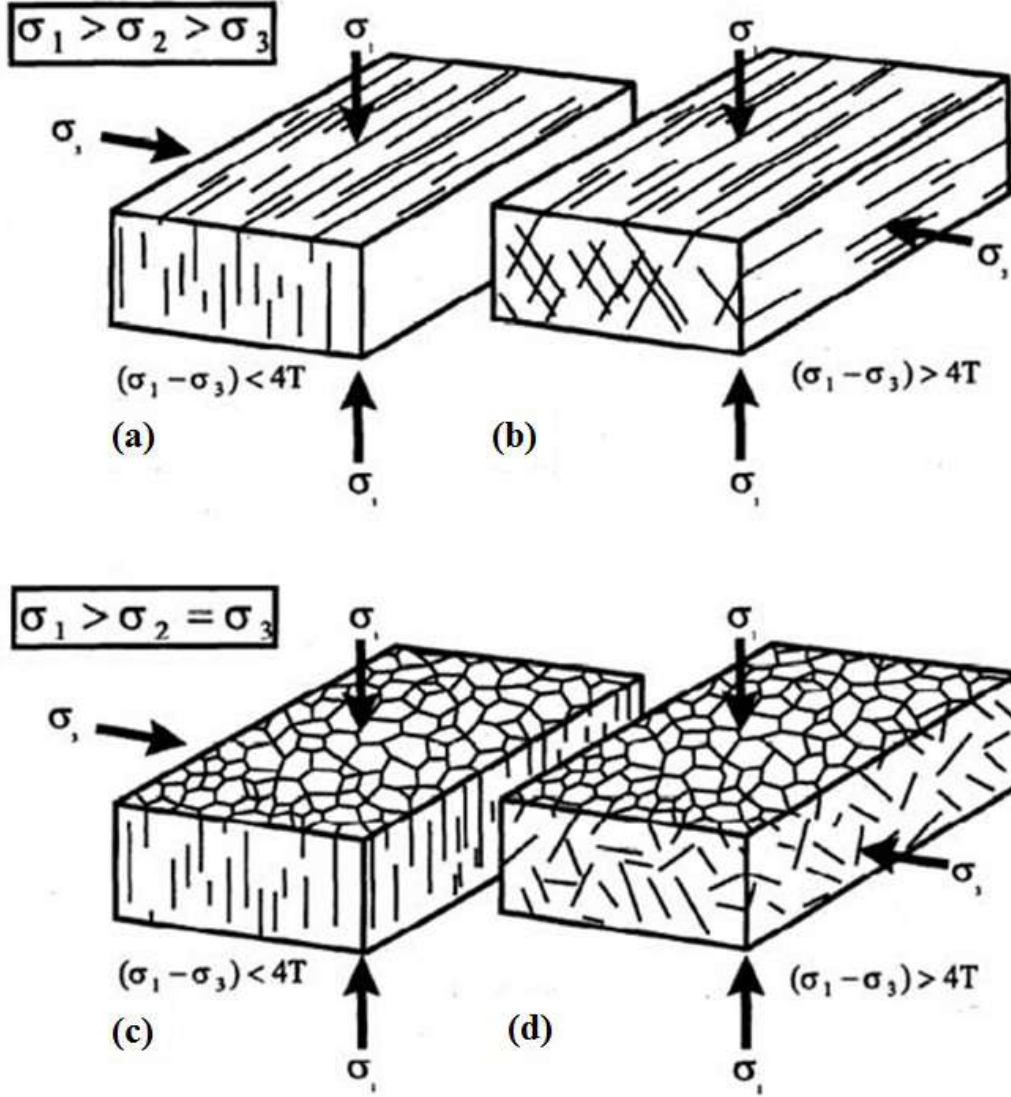 σ₁ > σ₂ > σ₃
σ₁ σ₁
σ₃
σ₃
(σ₁ − σ₃) < 4T (σ₁ − σ₃) > 4T
(a) (b)
σ₁ σ₁
σ₁ > σ₂ = σ₃
σ₁ σ₁
σ₃
σ₃
(σ₁ − σ₃) < 4T (σ₁ − σ₃) > 4T
(c) (d)
σ₁ σ₁